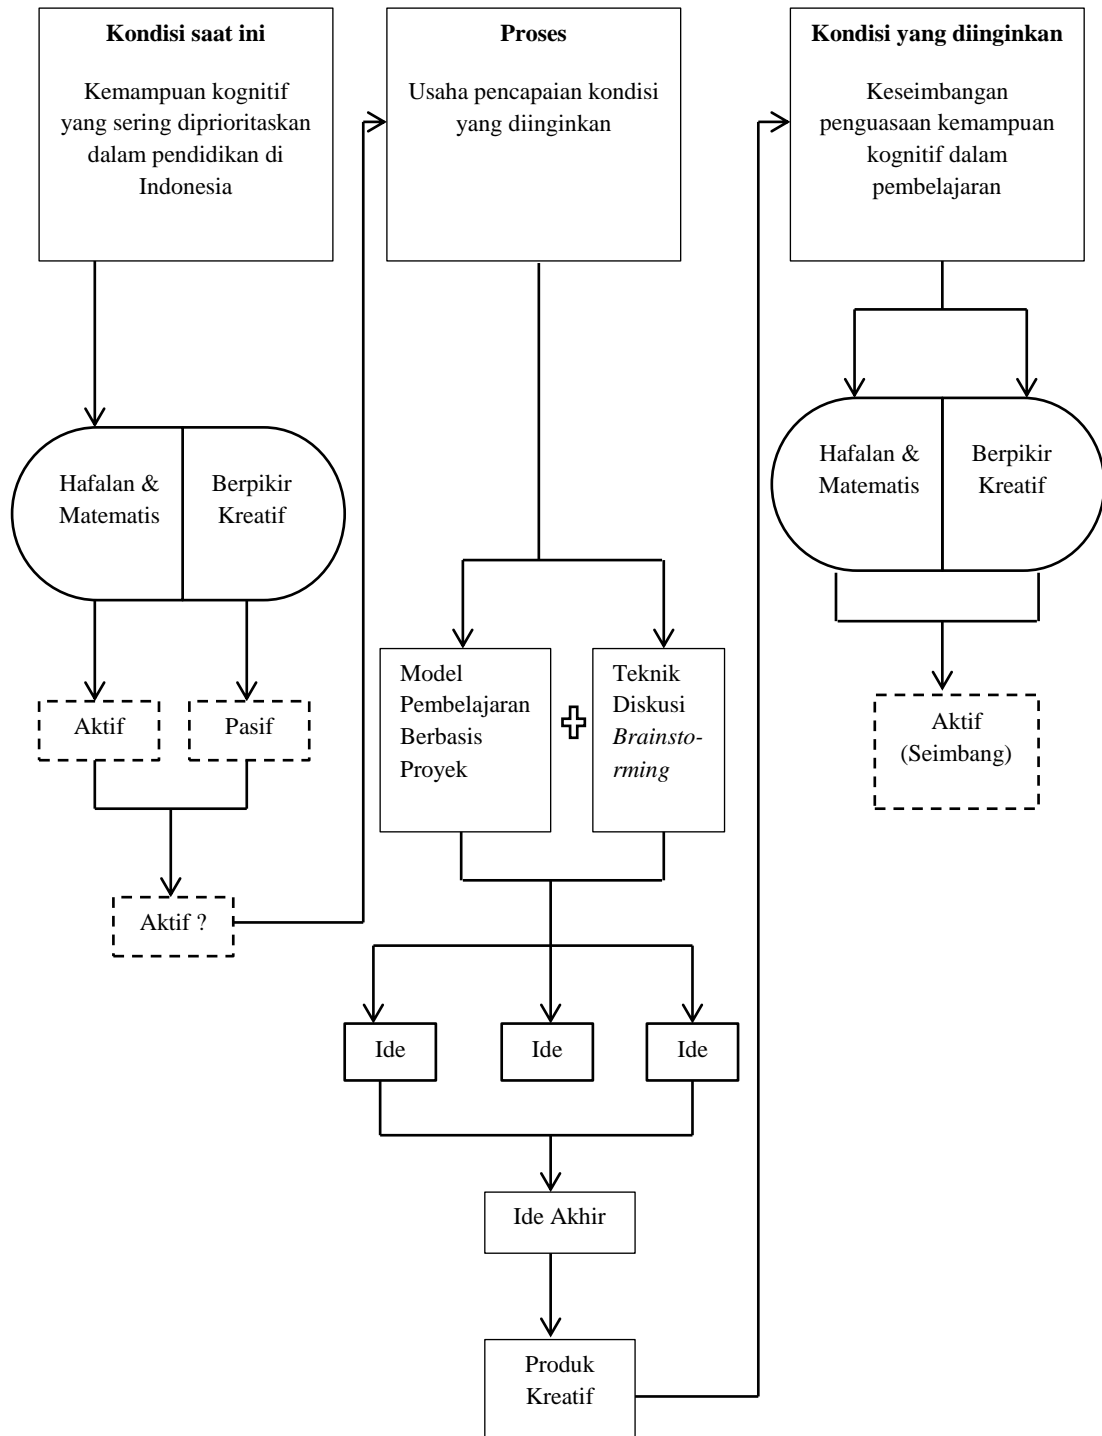 Kondisi saat ini
Kemampuan kognitif
yang sering diprioritaskan
dalam pendidikan di
Indonesia
Hafalan &
Matematis
Berpikir
Kreatif
Aktif
Pasif
Aktif ?
Proses
Usaha pencapaian kondisi
yang diinginkan
Model
Pembelajaran
Berbasis
Proyek
Teknik
Diskusi
Brainsto-
rming
Ide
Ide
Ide
Ide Akhir
Produk
Kreatif
Kondisi yang diinginkan
Keseimbangan
penguasaan kemampuan
kognitif dalam
pembelajaran
Hafalan &
Matematis
Berpikir
Kreatif
Aktif
(Seimbang)